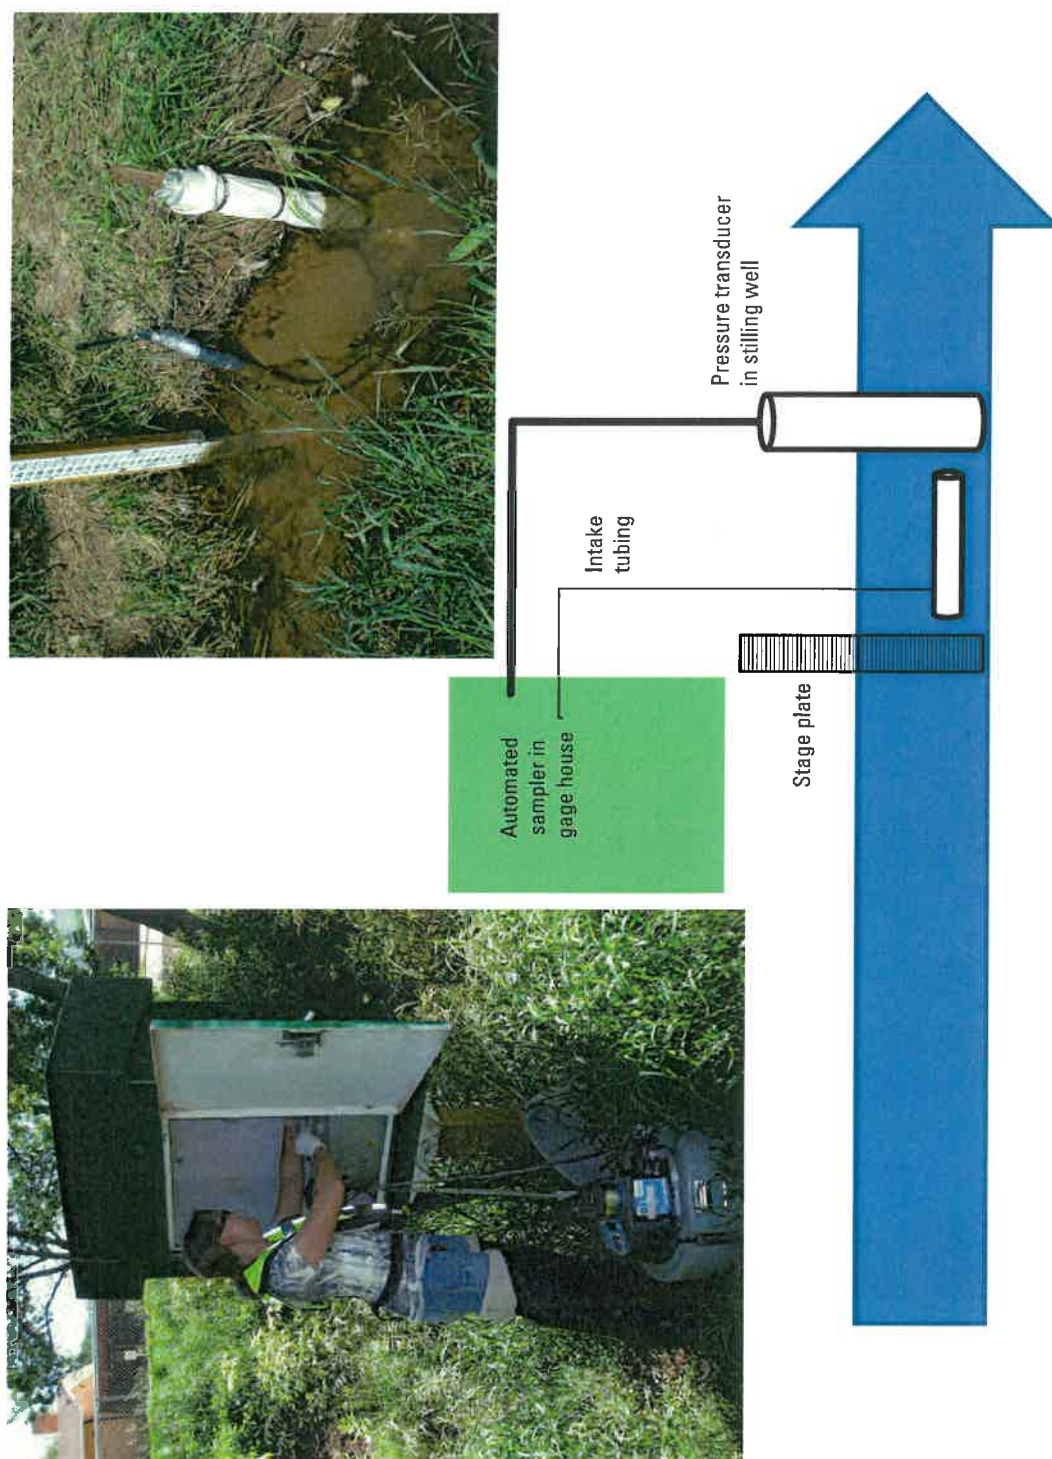 Automated
sampler in
gage house
Intake
tubing
Pressure transducer
in stilling well
Stage plate